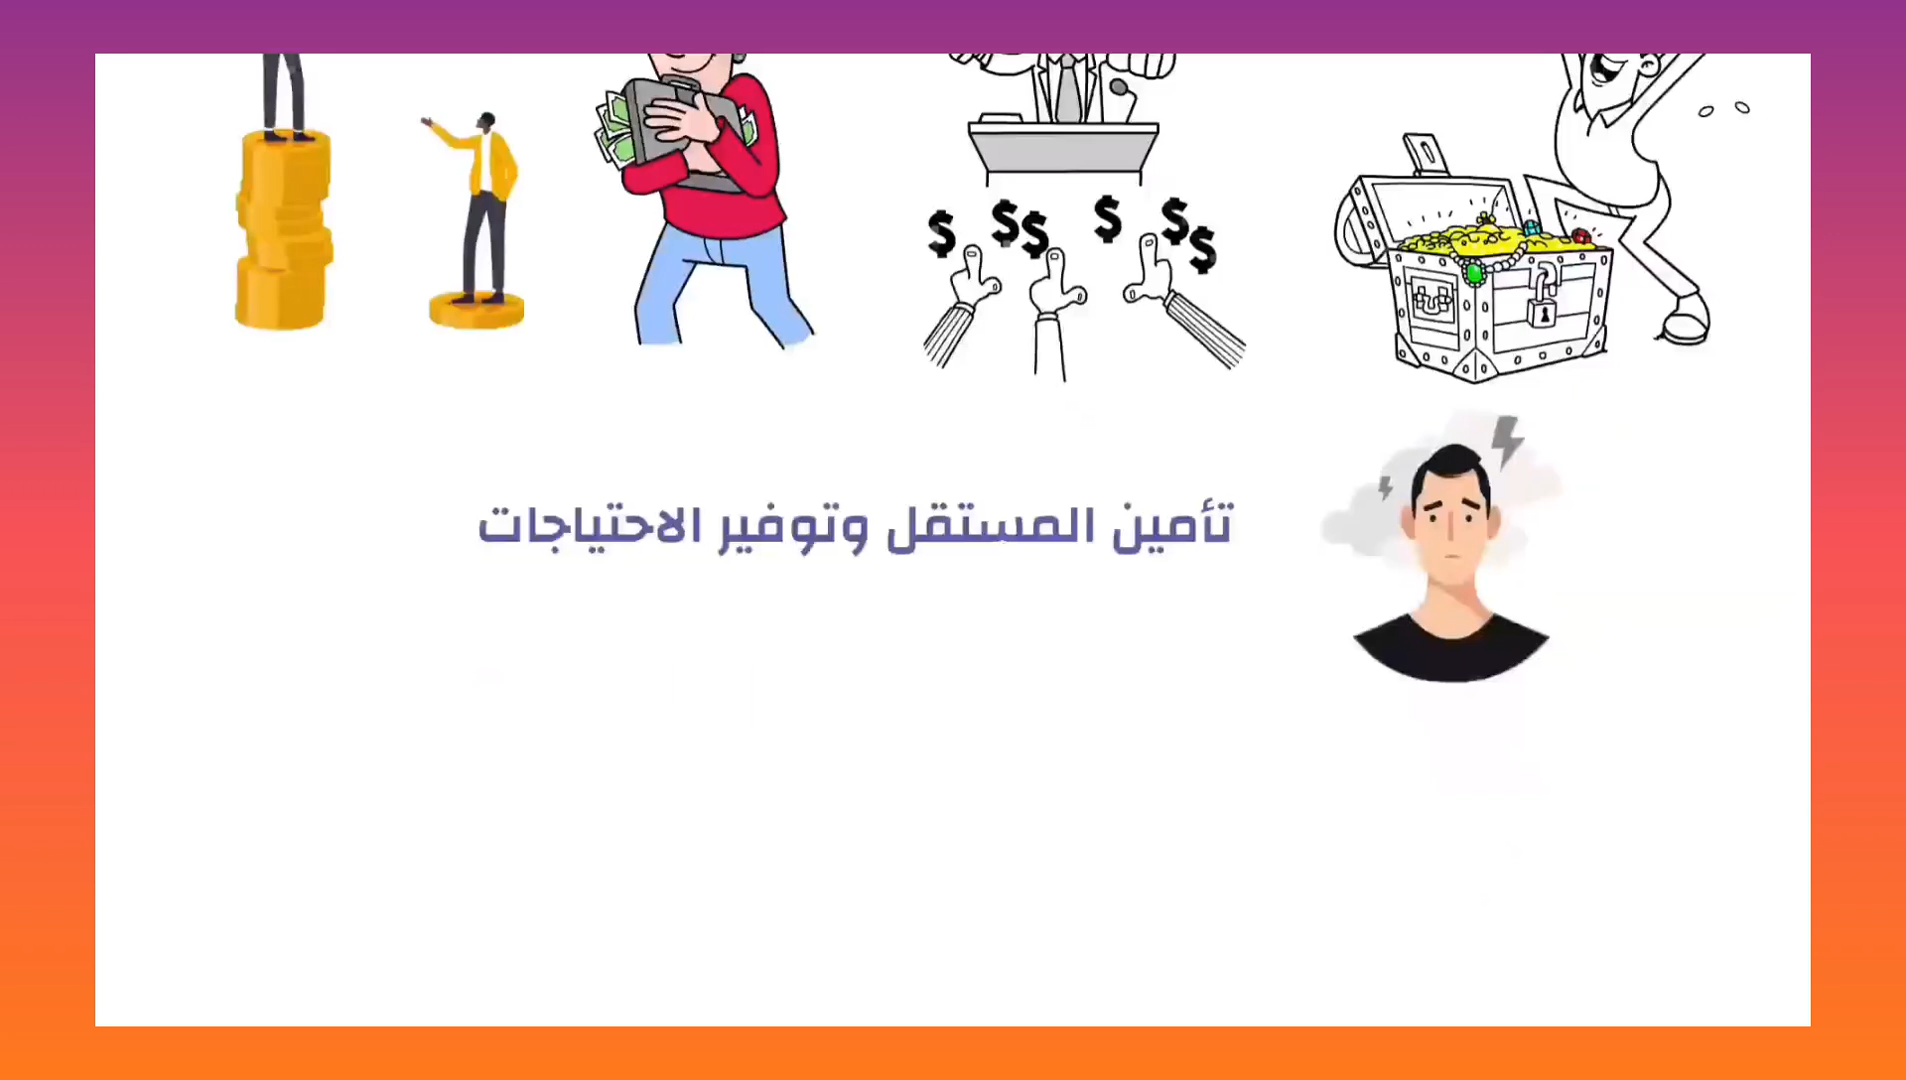 $ $$ $ $$
تأمين المستقل وتوفير الاحتياجات